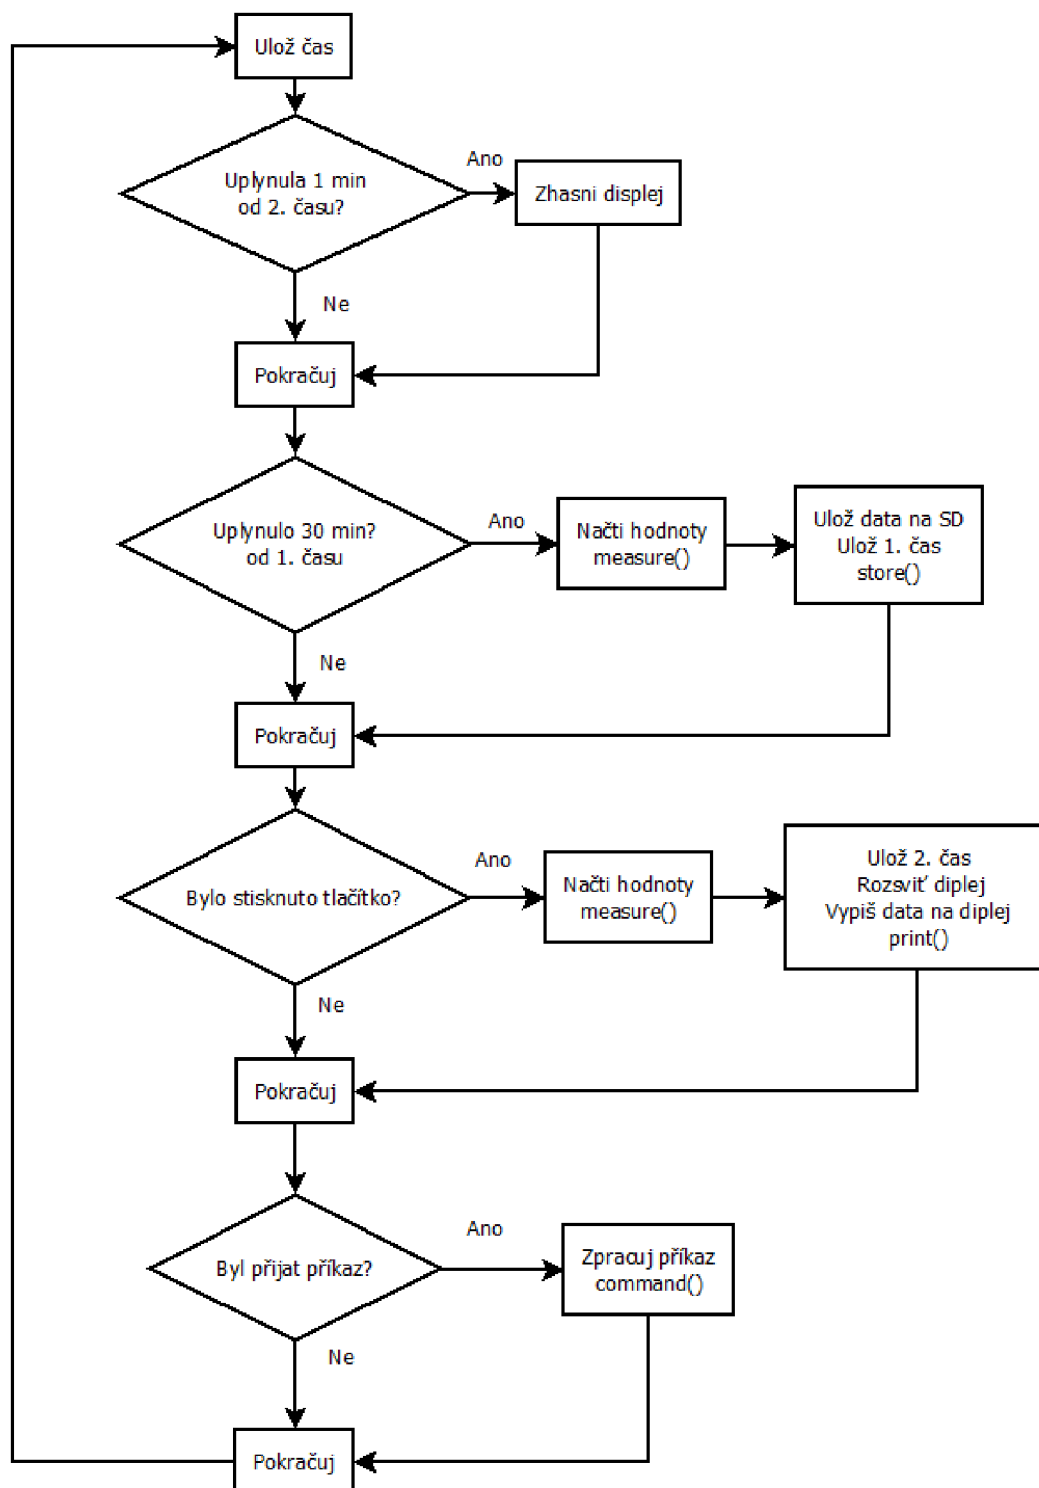 Ulož čas
Uplynula 1 min
od 2. času?
Ano
Zhasni displej
Ne
Pokračuj
Uplynulo 30 min?
od 1. času
Ano
Načti hodnoty
measure()
Ulož data na SD
Ulož 1. čas
store()
Ne
Pokračuj
Bylo stisknuto tlačítko?
Ano
Načti hodnoty
measure()
Ulož 2. čas
Rozsviť diplej
Vypiš data na diplej
print()
Ne
Pokračuj
Byl přijat příkaz?
Ano
Zpracuj příkaz
command()
Ne
Pokračuj